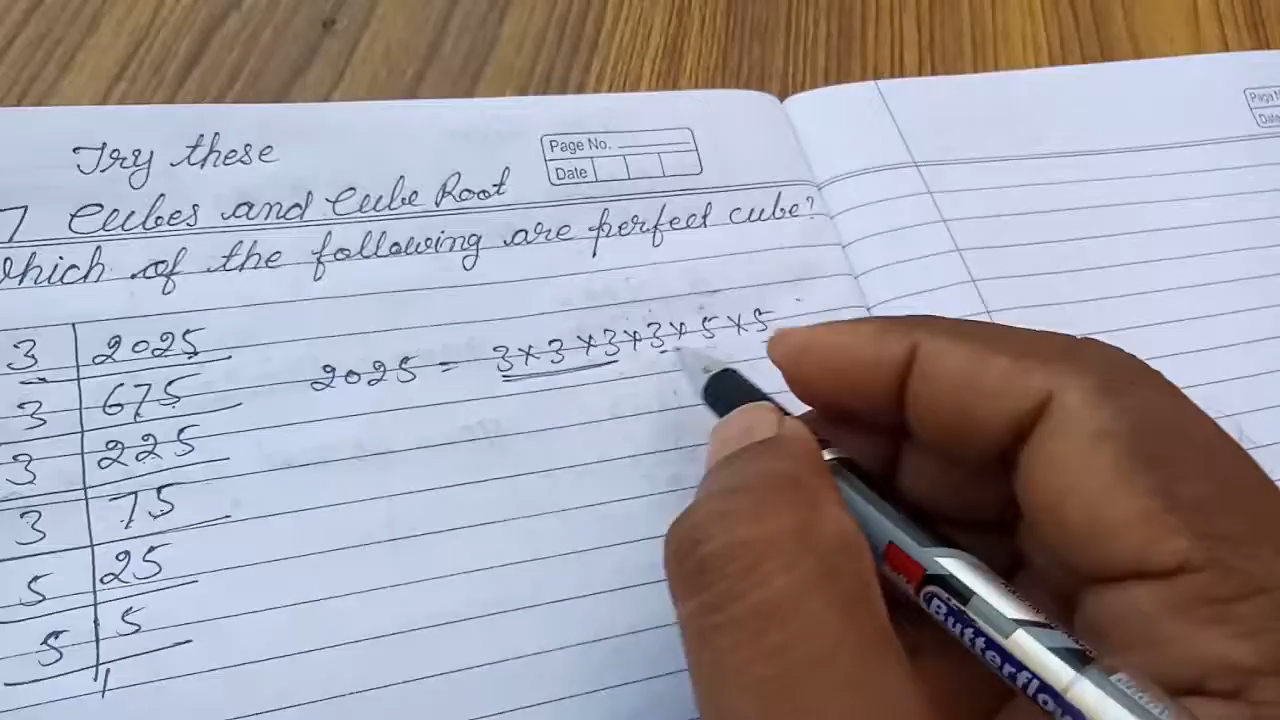 Try these
Page No.
Date
7 Cubes and Cube Root
Which of the following are perfect cube?
3 2025
3 675
3 225
3 75
5 25
5 5
1
2025 = 3×3×3×3×5×5
Page N
Date
Butterflow